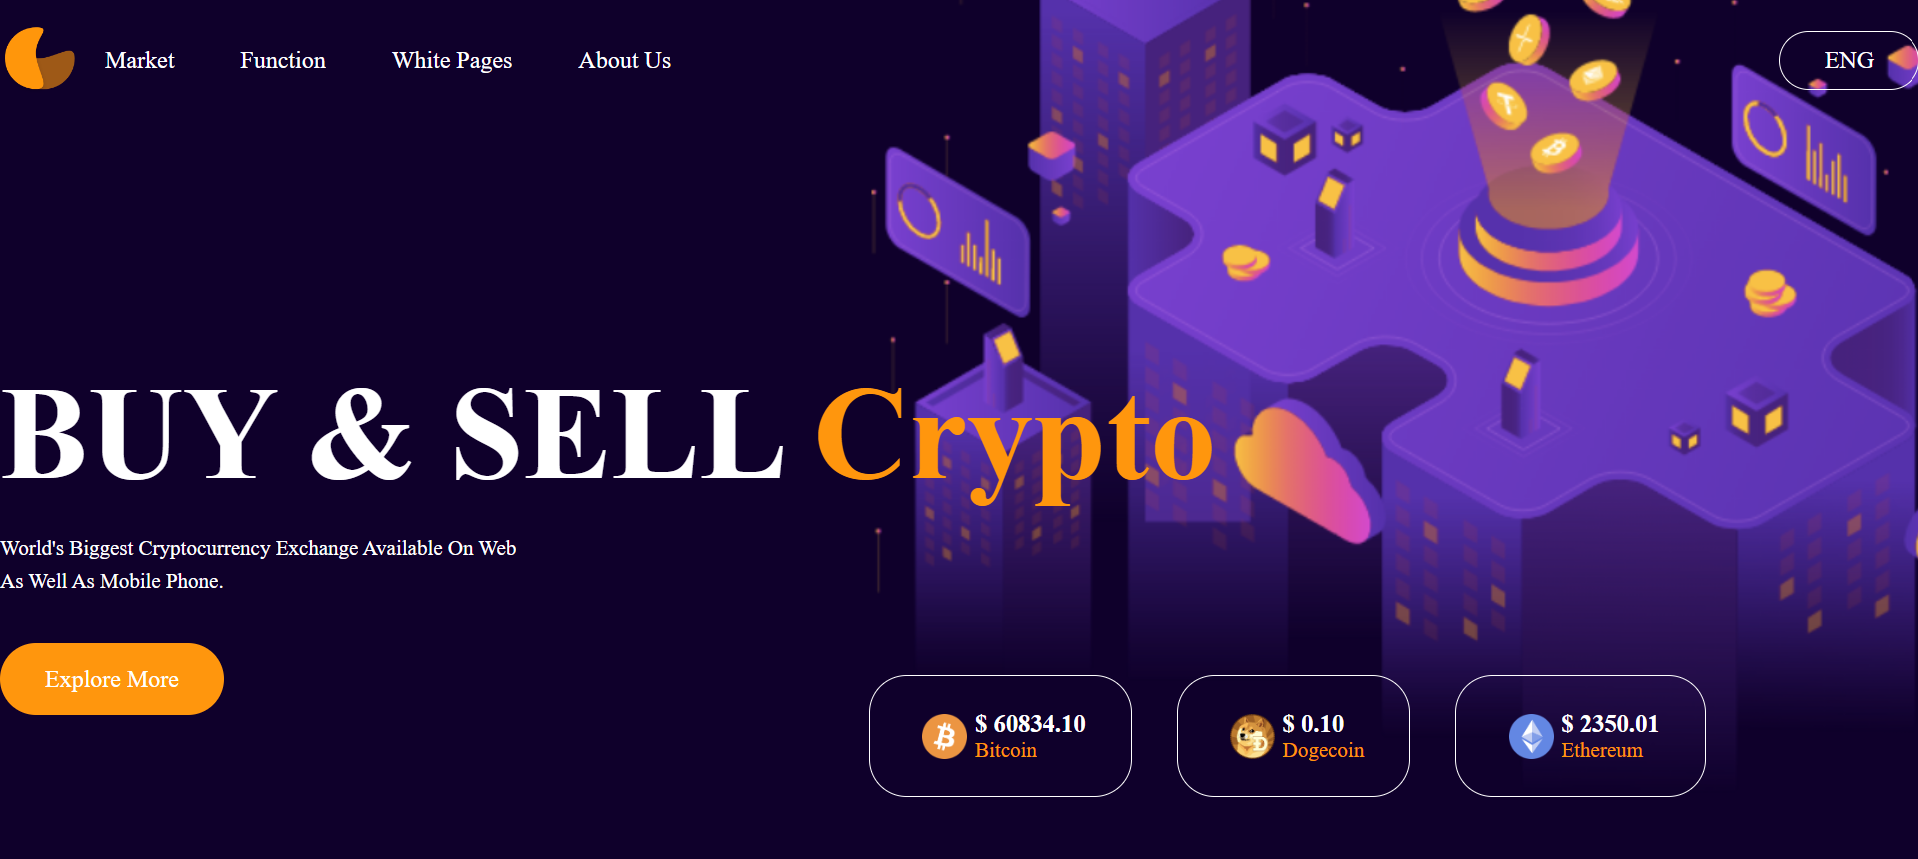 Market Function White Pages About Us ENG
BUY & SELL Crypto
World's Biggest Cryptocurrency Exchange Available On Web
As Well As Mobile Phone.
Explore More
$ 60834.10
Bitcoin
$ 0.10
Dogecoin
$ 2350.01
Ethereum